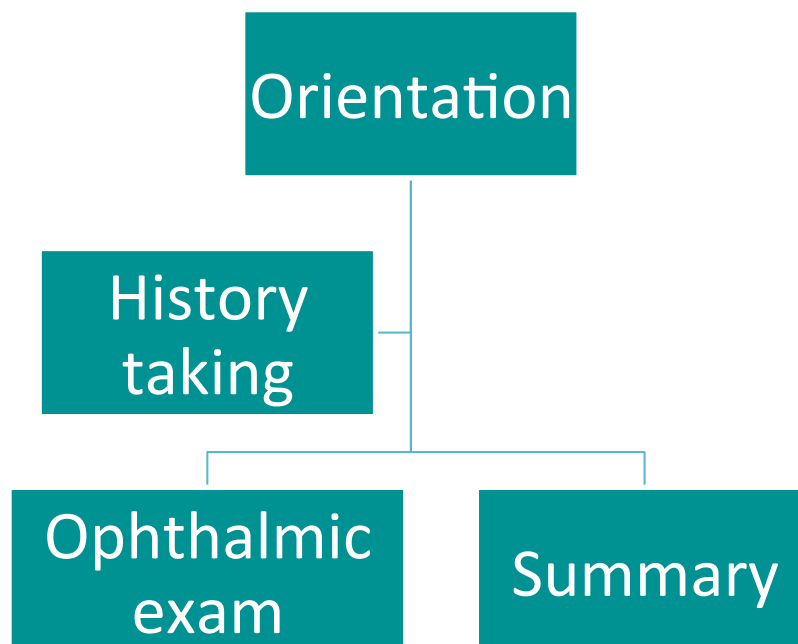 Orientation
History
taking
Ophthalmic
exam
Summary